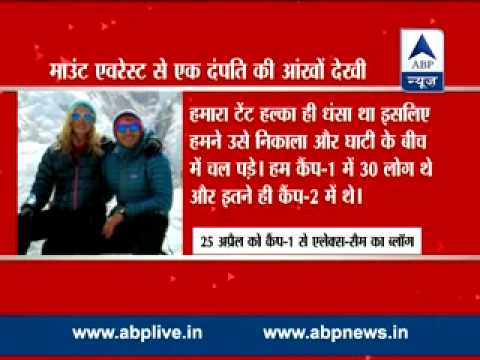 माउंट एवरेस्ट से एक दंपति की आंखों देखी
abp
न्यूज़
हमारा टेंट हल्का ही धंसा था इसलिए
हमने उसे निकाला और घाटी के बीच
में चल पड़े। हम कैंप-1 में 30 लोग थे
और इतने ही कैंप-2 में थे।
25 अप्रैल को कैंप-1 से एलेक्स-सैम का ब्लॉग
www.abplive.in
www.abpnews.in